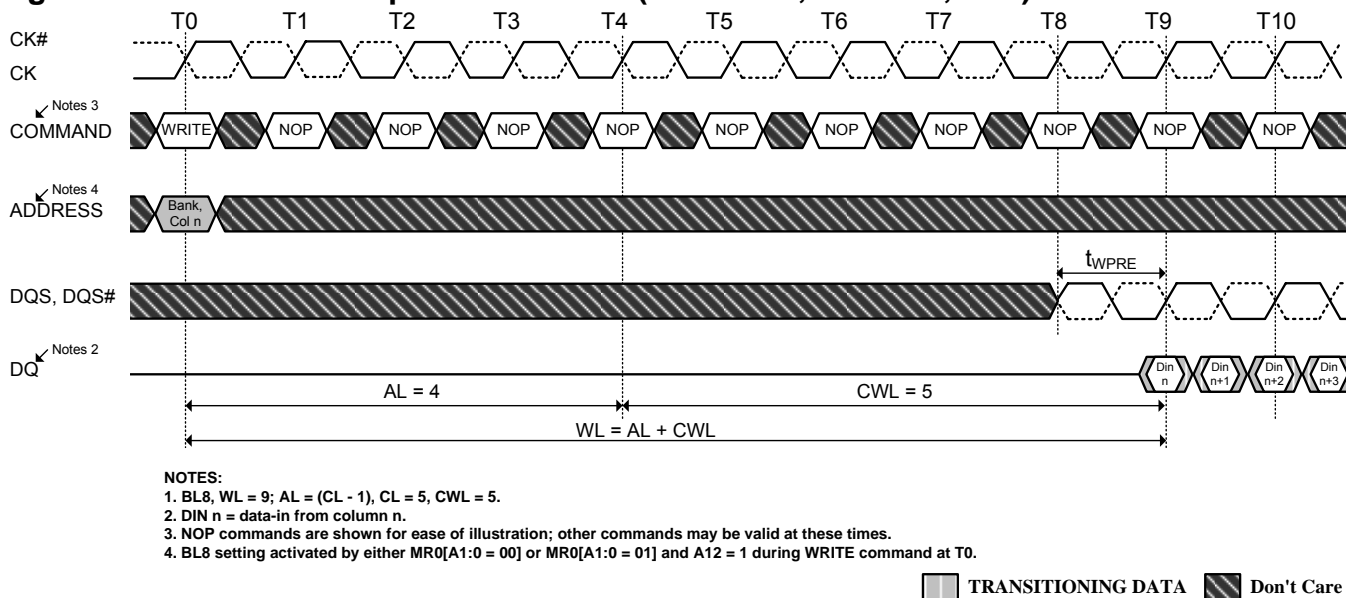 T0 T1 T2 T3 T4 T5 T6 T7 T8 T9 T10
CK#
CK
Notes 3
COMMAND
WRITE NOP NOP NOP NOP NOP NOP NOP NOP NOP NOP
Notes 4
ADDRESS
Bank,
Col n
tWPRE
DQS, DQS#
Notes 2
DQ
Din Din Din Din
n n+1 n+2 n+3
AL = 4 CWL = 5
WL = AL + CWL
NOTES:
1. BL8, WL = 9; AL = (CL - 1), CL = 5, CWL = 5.
2. DIN n = data-in from column n.
3. NOP commands are shown for ease of illustration; other commands may be valid at these times.
4. BL8 setting activated by either MR0[A1:0 = 00] or MR0[A1:0 = 01] and A12 = 1 during WRITE command at T0.
TRANSITIONING DATA Don't Care